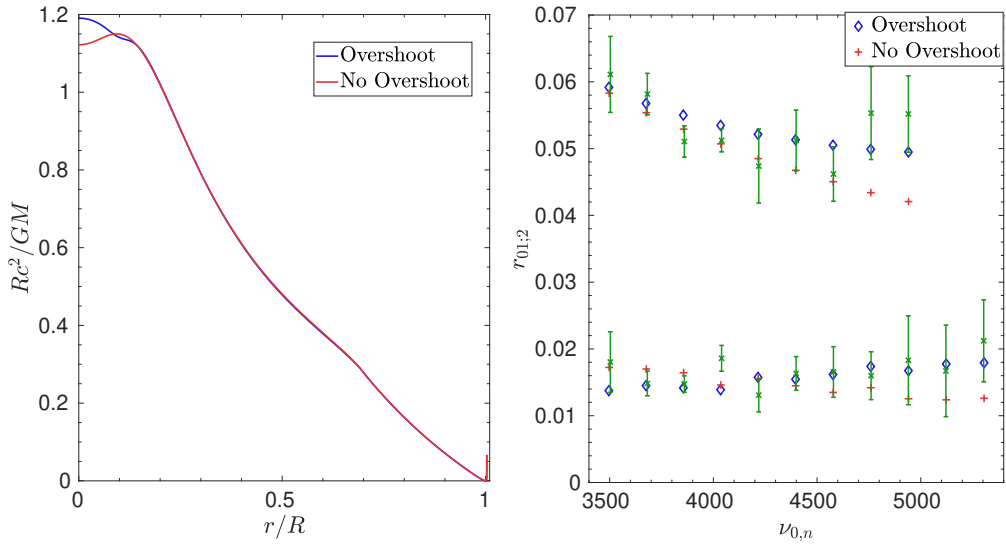 1.2
1
0.8
0.6
0.4
0.2
0
0
0.5
1
r/R
Rc²/GM
Overshoot
No Overshoot
0.07
0.06
0.05
0.04
0.03
0.02
0.01
0
3500
4000
4500
5000
ν₀,ₙ
r₀₁;₂
Overshoot
No Overshoot